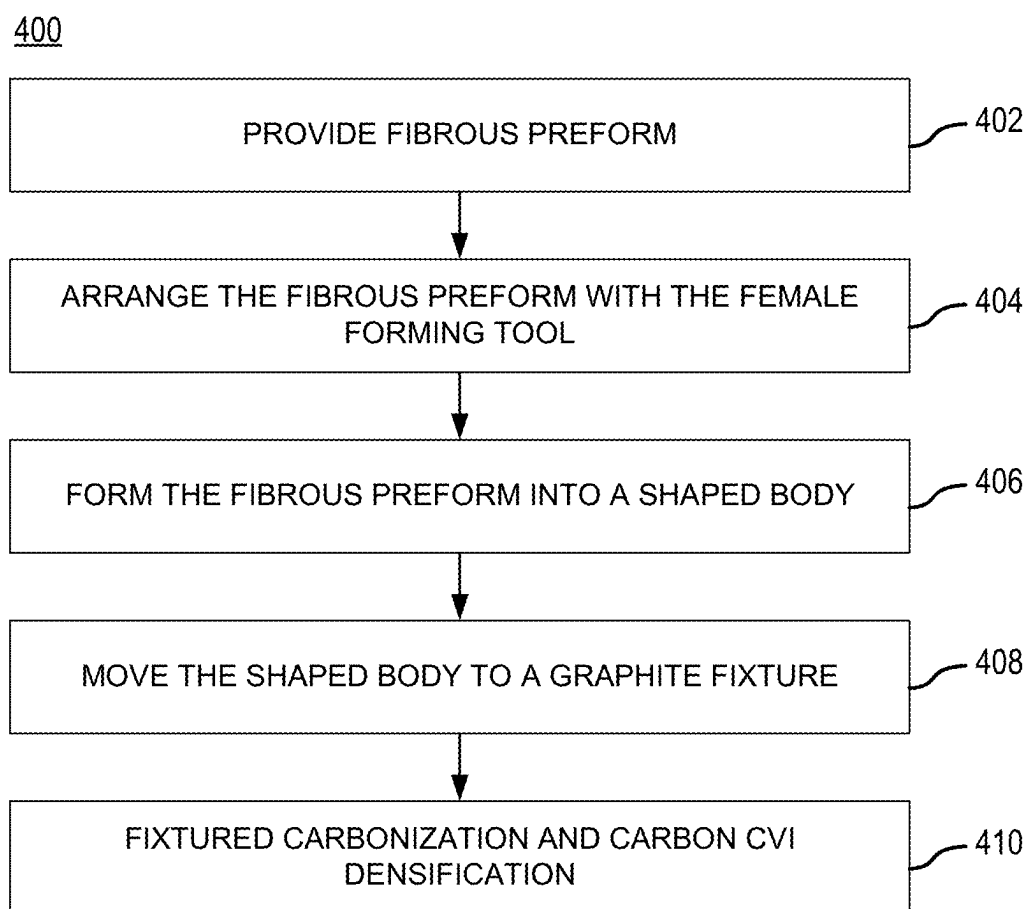 400
PROVIDE FIBROUS PREFORM
402
ARRANGE THE FIBROUS PREFORM WITH THE FEMALE
FORMING TOOL
404
FORM THE FIBROUS PREFORM INTO A SHAPED BODY
406
MOVE THE SHAPED BODY TO A GRAPHITE FIXTURE
408
FIXTURED CARBONIZATION AND CARBON CVI
DENSIFICATION
410